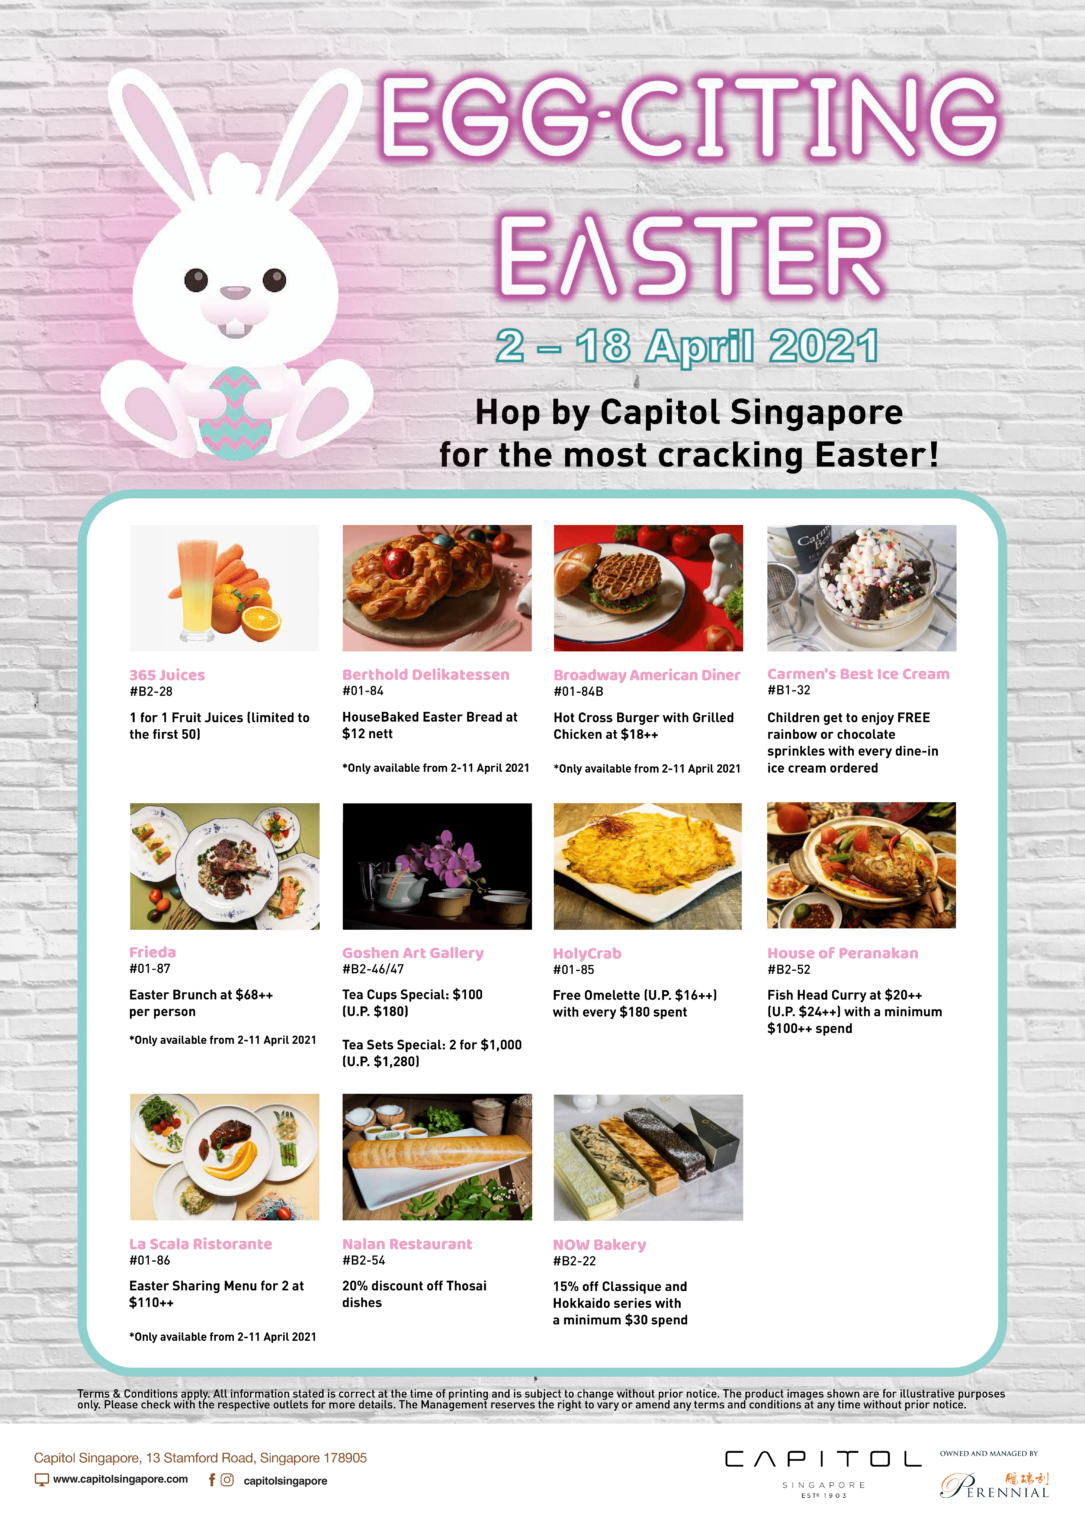 EGG-CITING
EASTER
2 – 18 April 2021
Hop by Capitol Singapore
for the most cracking Easter!
365 Juices
#B2-28
1 for 1 Fruit Juices (limited to
the first 50)
Berthold Delikatessen
#01-84
HouseBaked Easter Bread at
$12 nett
*Only available from 2-11 April 2021
Broadway American Diner
#01-84B
Hot Cross Burger with Grilled
Chicken at $18++
*Only available from 2-11 April 2021
Carmen's Best Ice Cream
#B1-32
Children get to enjoy FREE
rainbow or chocolate
sprinkles with every dine-in
ice cream ordered
Frieda
#01-87
Easter Brunch at $68++
per person
*Only available from 2-11 April 2021
Goshen Art Gallery
#B2-46/47
Tea Cups Special: $100
(U.P. $180)
Tea Sets Special: 2 for $1,000
(U.P. $1,280)
HolyCrab
#01-85
Free Omelette (U.P. $16++)
with every $180 spent
House of Peranakan
#B2-52
Fish Head Curry at $20++
(U.P. $24++) with a minimum
$100++ spend
La Scala Ristorante
#01-86
Easter Sharing Menu for 2 at
$110++
*Only available from 2-11 April 2021
Nalan Restaurant
#B2-54
20% discount off Thosai
dishes
NOW Bakery
#B2-22
15% off Classique and
Hokkaido series with
a minimum $30 spend
Terms & Conditions apply. All information stated is correct at the time of printing and is subject to change without prior notice. The product images shown are for illustrative purposes
only. Please check with the respective outlets for more details. The Management reserves the right to vary or amend any terms and conditions at any time without prior notice.
Capitol Singapore, 13 Stamford Road, Singapore 178905
www.capitolsingapore.com
capitolsingapore
CAPITOL
SINGAPORE
ESTD 1903
OWNED AND MANAGED BY
鵬瑞利
PERENNIAL